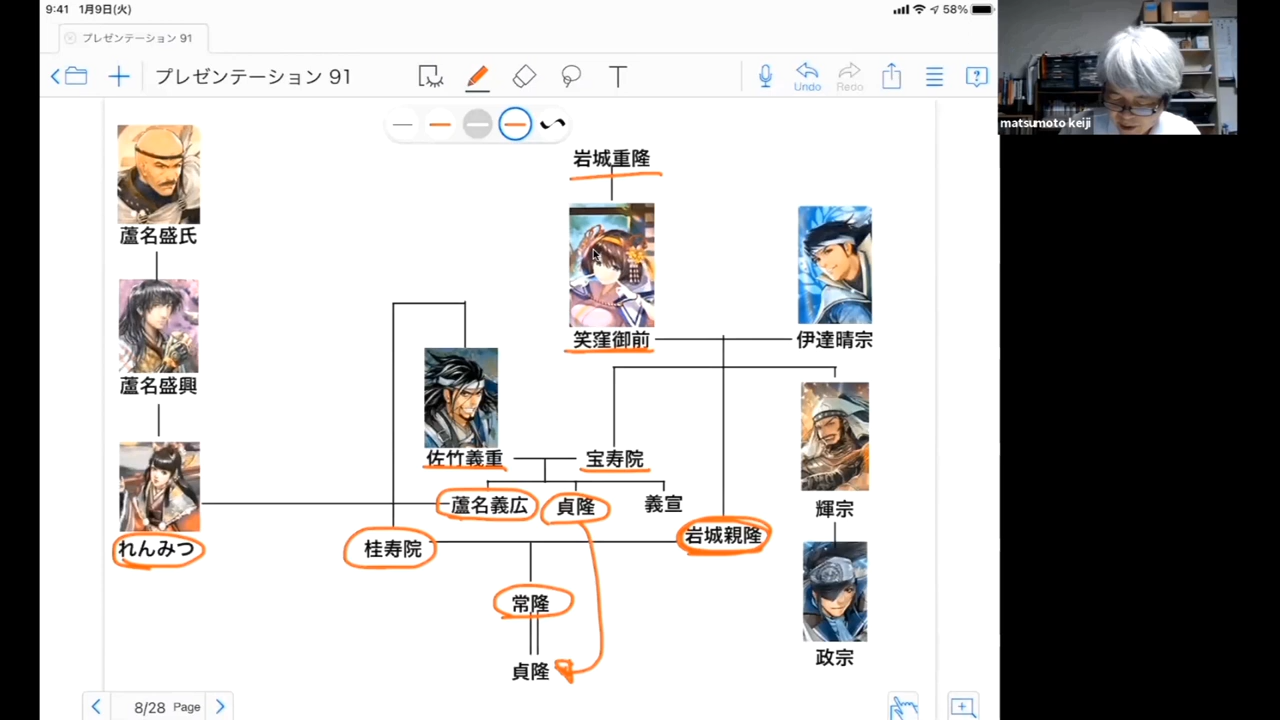 9:41 1月9日(火)
58%
プレゼンテーション 91
プレゼンテーション 91
T
Undo
Redo
?
matsumoto keiji
岩城重隆
蘆名盛氏
笑窪御前
伊達晴宗
蘆名盛興
佐竹義重
宝寿院
蘆名義広
貞隆
義宣
輝宗
れんみつ
桂寿院
岩城親隆
常隆
貞隆
政宗
8/28 Page